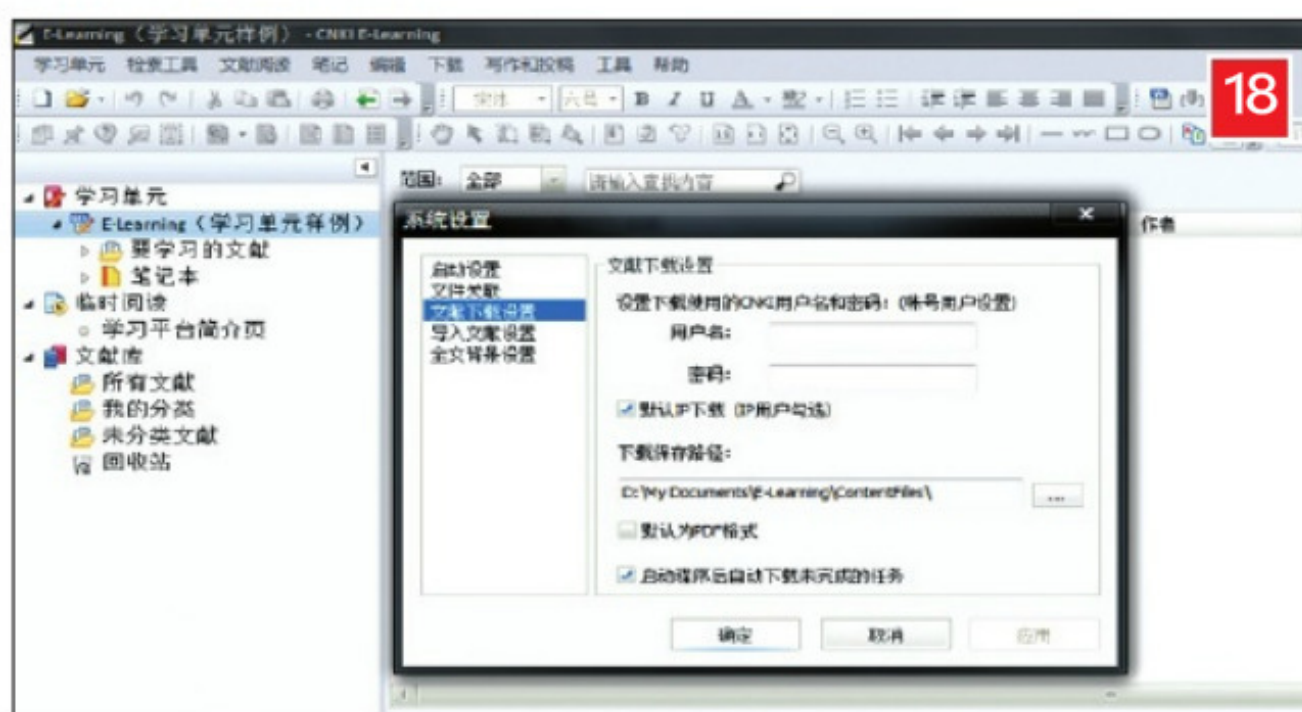 E-Learning（学习单元样例） - CNKI E-Learning
学习单元 检索工具 文献阅读 笔记 编辑 下载 写作和投稿 工具 帮助
宋体 六号 B I U A
18
范围: 全部 请输入查找内容
学习单元
E-Learning（学习单元样例）
要学习的文献
笔记本
临时阅读
学习平台简介页
文献库
所有文献
我的分类
未分类文献
回收站
作者
系统设置
启动设置
文件关联
文献下载设置
导入文献设置
全文背景设置
文献下载设置
设置下载使用的CNKI用户名和密码：(帐号用户设置)
用户名:
密码:
默认IP下载 (IP用户勾选)
下载保存路径:
D:\My Documents\E-Learning\ContentFiles\
...
默认为PDF格式
启动程序后自动下载未完成的任务
确定 取消 应用